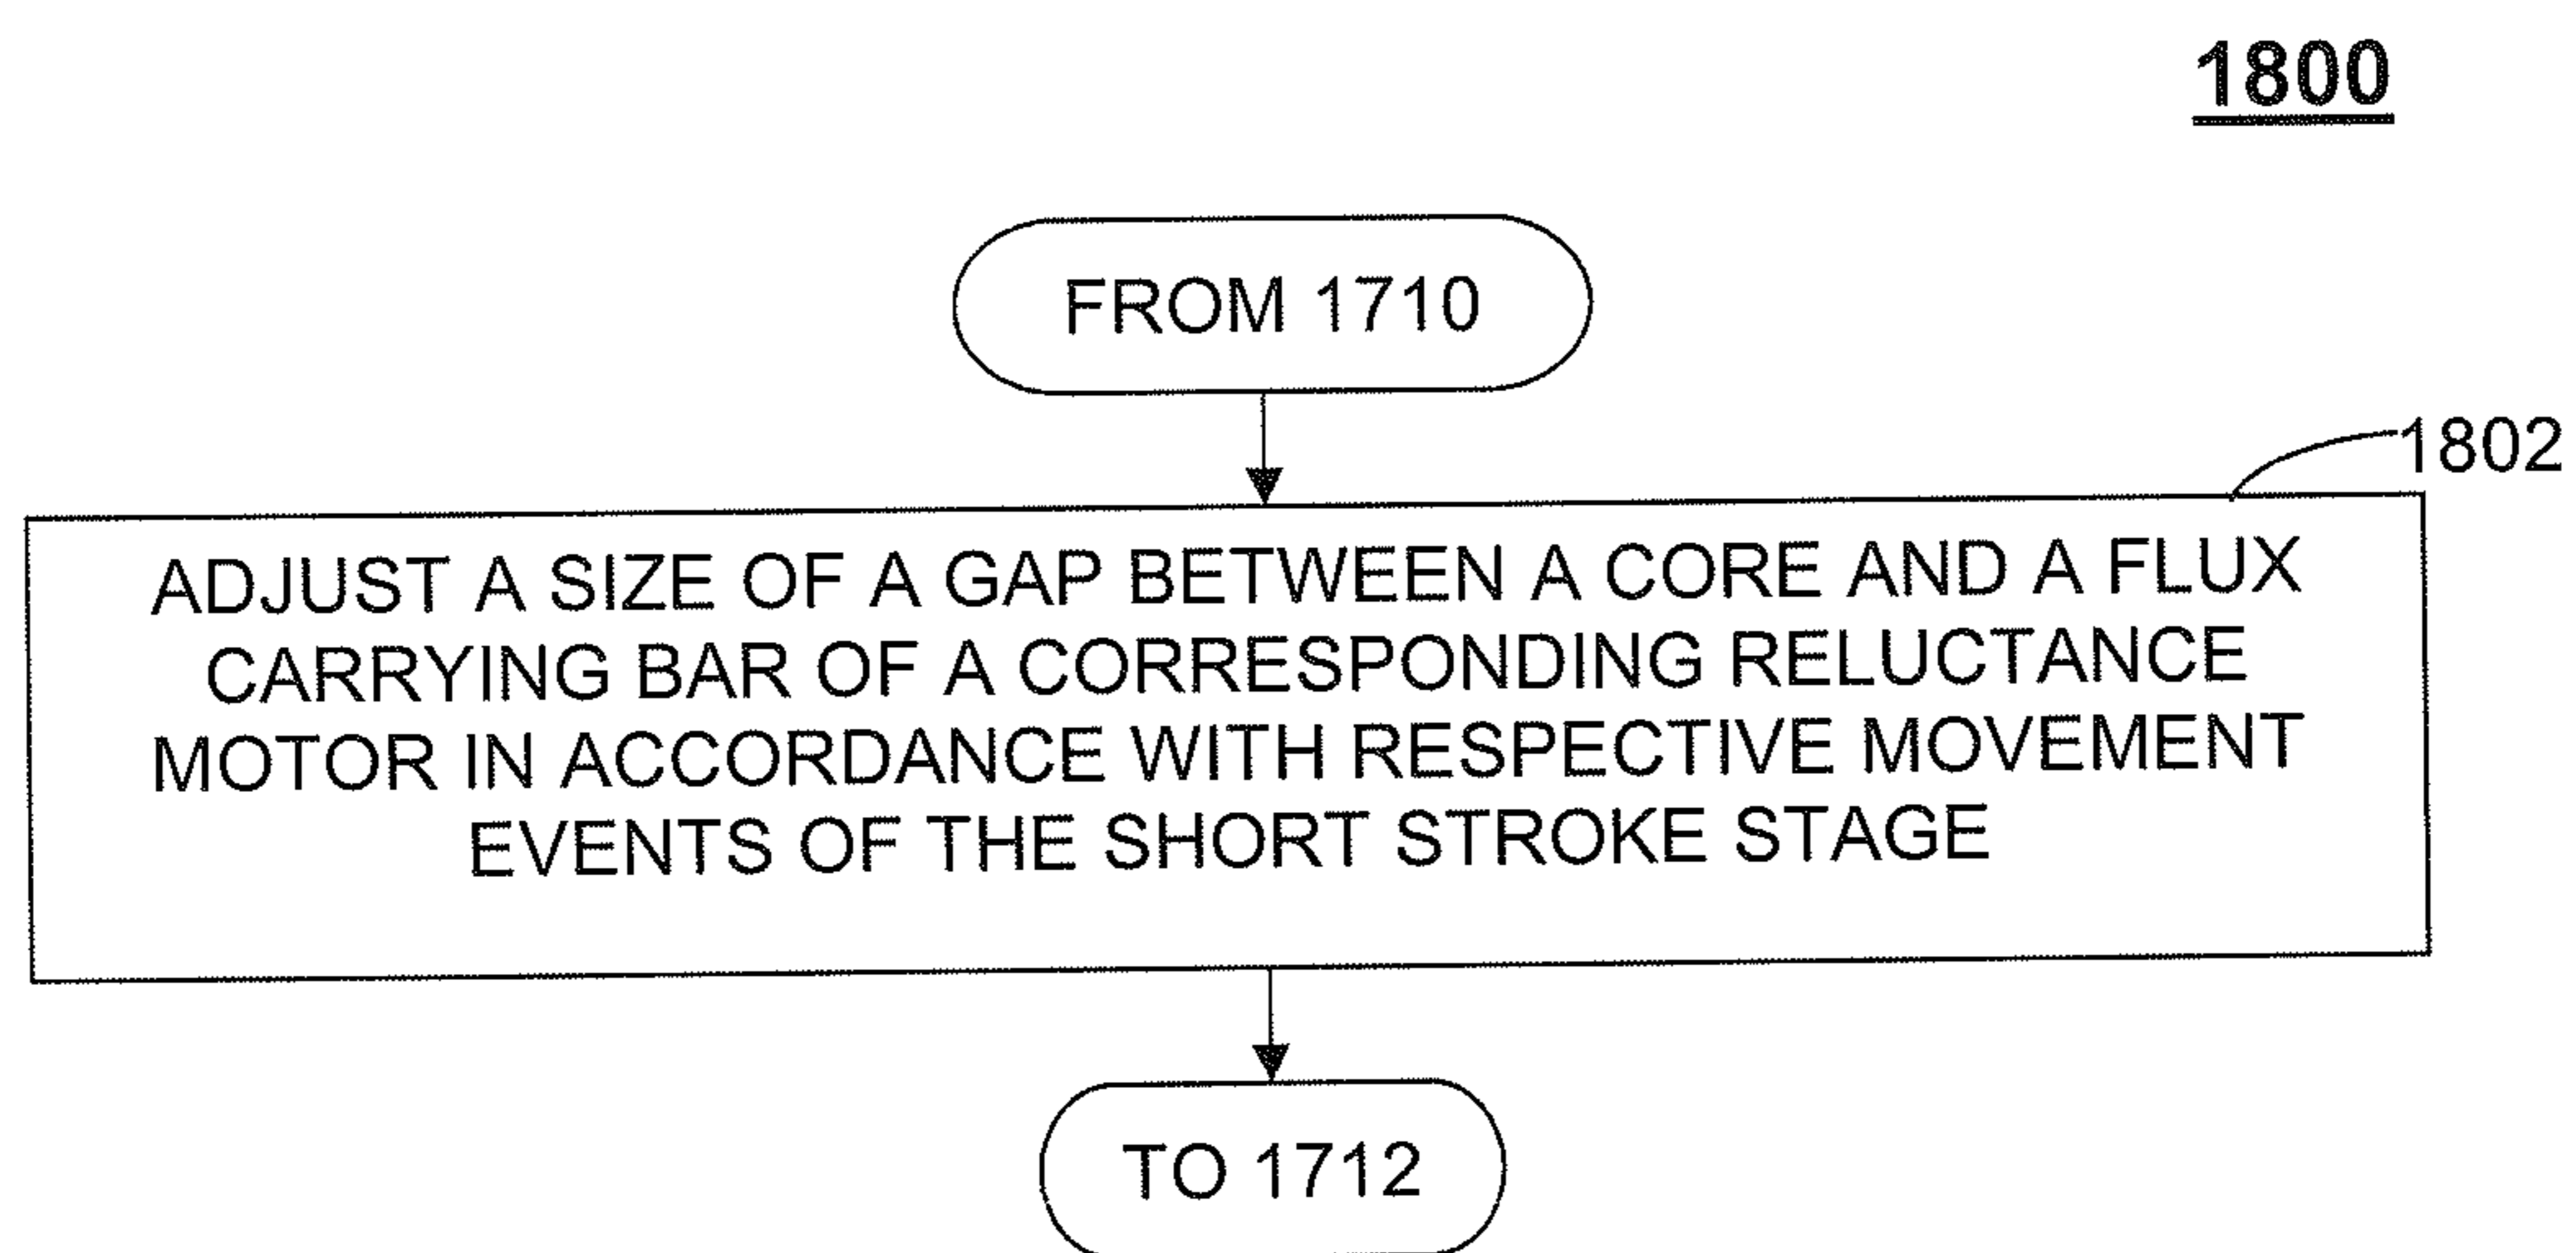 1800
FROM 1710
1802
ADJUST A SIZE OF A GAP BETWEEN A CORE AND A FLUX
CARRYING BAR OF A CORRESPONDING RELUCTANCE
MOTOR IN ACCORDANCE WITH RESPECTIVE MOVEMENT
EVENTS OF THE SHORT STROKE STAGE
TO 1712